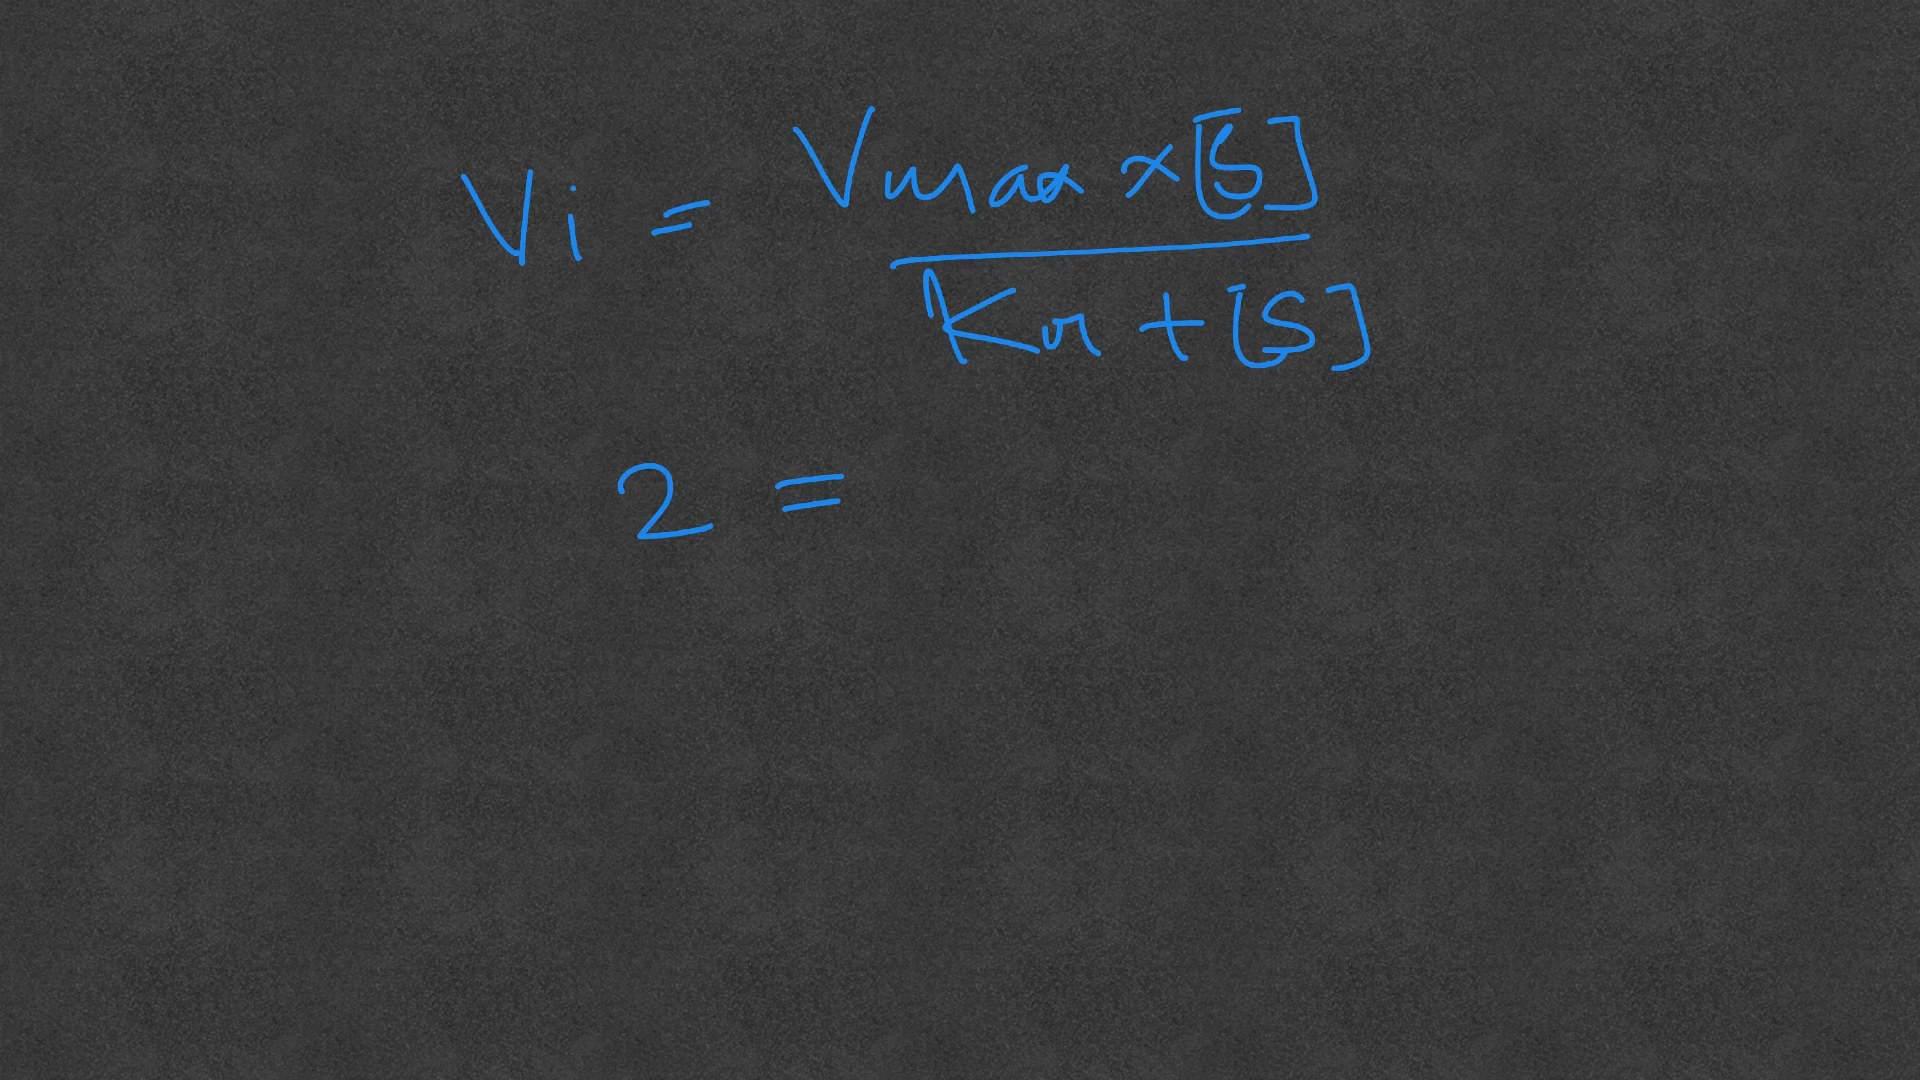 Vi = Vmax x [S]
Km + [S]
2 =